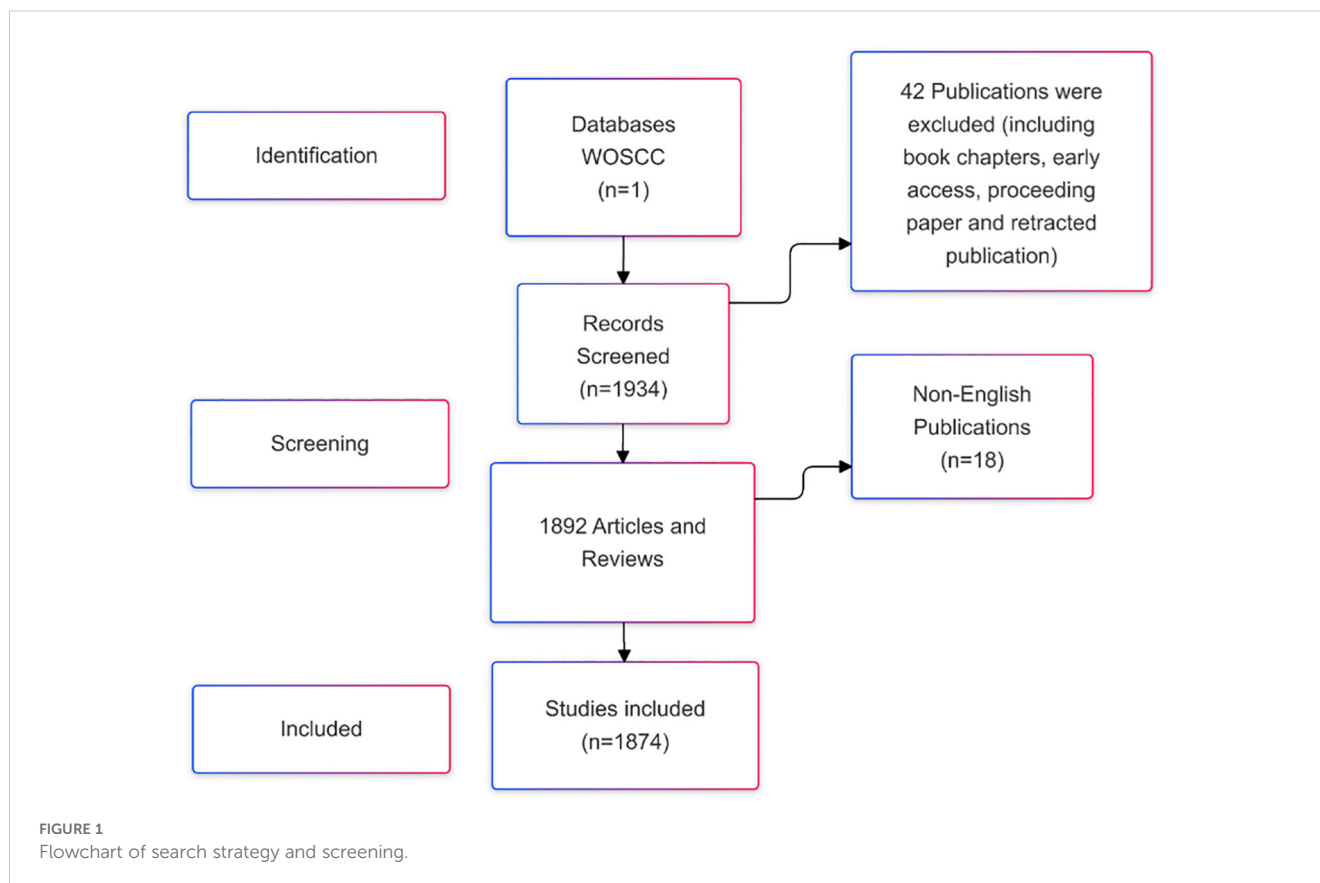 Identification
Databases
WOSCC
(n=1)
42 Publications were
excluded (including
book chapters, early
access, proceeding
paper and retracted
publication)
Records
Screened
(n=1934)
Screening
Non-English
Publications
(n=18)
1892 Articles and
Reviews
Included
Studies included
(n=1874)
FIGURE 1
Flowchart of search strategy and screening.